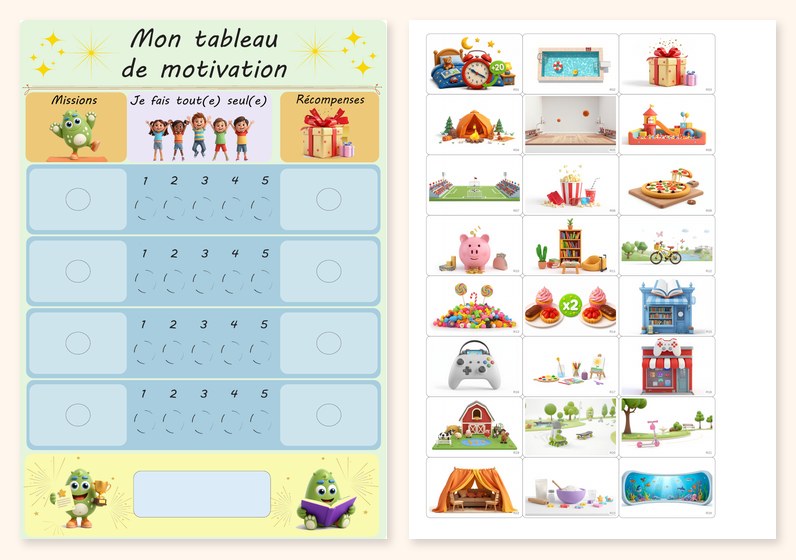 Mon tableau
de motivation
Missions
Je fais tout(e) seul(e)
Récompenses
1 2 3 4 5
1 2 3 4 5
1 2 3 4 5
1 2 3 4 5
+20
x2